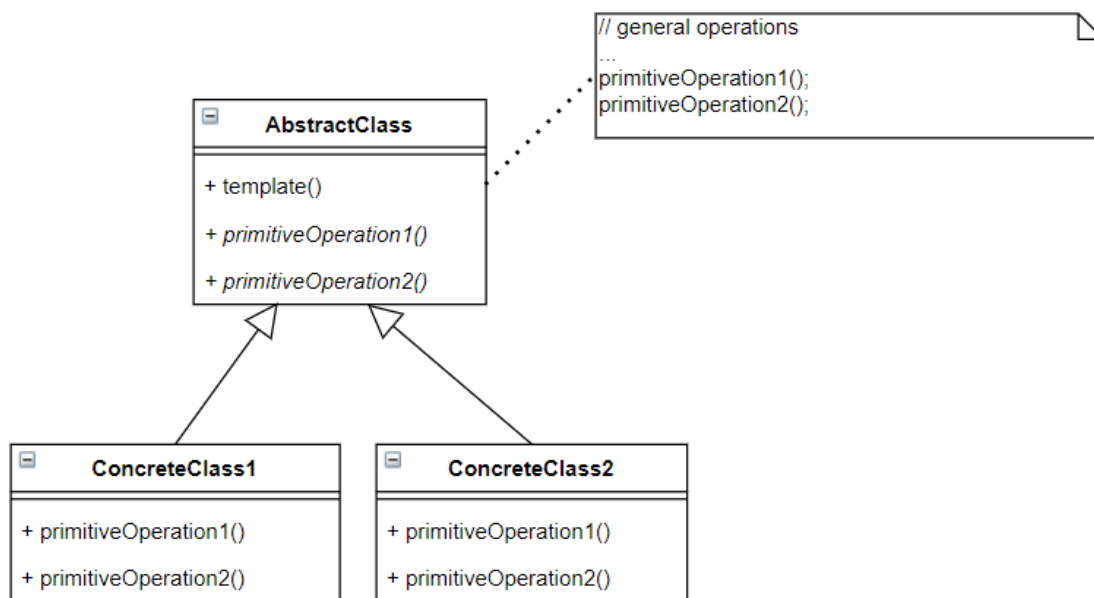 // general operations
...
primitiveOperation1();
primitiveOperation2();
AbstractClass
+ template()
+ primitiveOperation1()
+ primitiveOperation2()
ConcreteClass1
+ primitiveOperation1()
+ primitiveOperation2()
ConcreteClass2
+ primitiveOperation1()
+ primitiveOperation2()